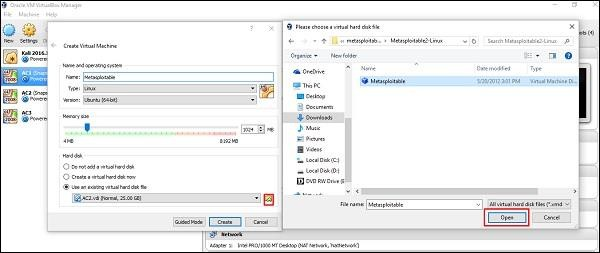 Oracle VM VirtualBox Manager
File Machine Help
New Settings
Kali 2016.
AC1 (Snaps
Powere
AC2
Powere
AC3
Powere
Create Virtual Machine
Name and operating system
Name: Metasploitable
Type: Linux
Version: Ubuntu (64-bit)
Memory size
1024 MB
4 MB 8192 MB
Hard disk
Do not add a virtual hard disk
Create a virtual hard disk now
Use an existing virtual hard disk file
AC2.vdi (Normal, 25.00 GB)
Guided Mode Create Cancel
Please choose a virtual hard disk file
« metasploitab... › Metasploitable2-Linux
Search Metasploitable2-Linux
Organize New folder
Name Date modified Type
OneDrive
This PC
Desktop
Documents
Downloads
Music
Pictures
Videos
Local Disk (C:)
Local Disk (D:)
DVD RW Drive (E
Metasploitable 5/20/2012 3:01 PM Virtual Machine Di...
File name: Metasploitable
All virtual hard disk files (*.vmd
Open Cancel
ots (4)
Network
Adapter 1: Intel PRO/1000 MT Desktop (NAT Network, 'NatNetwork')